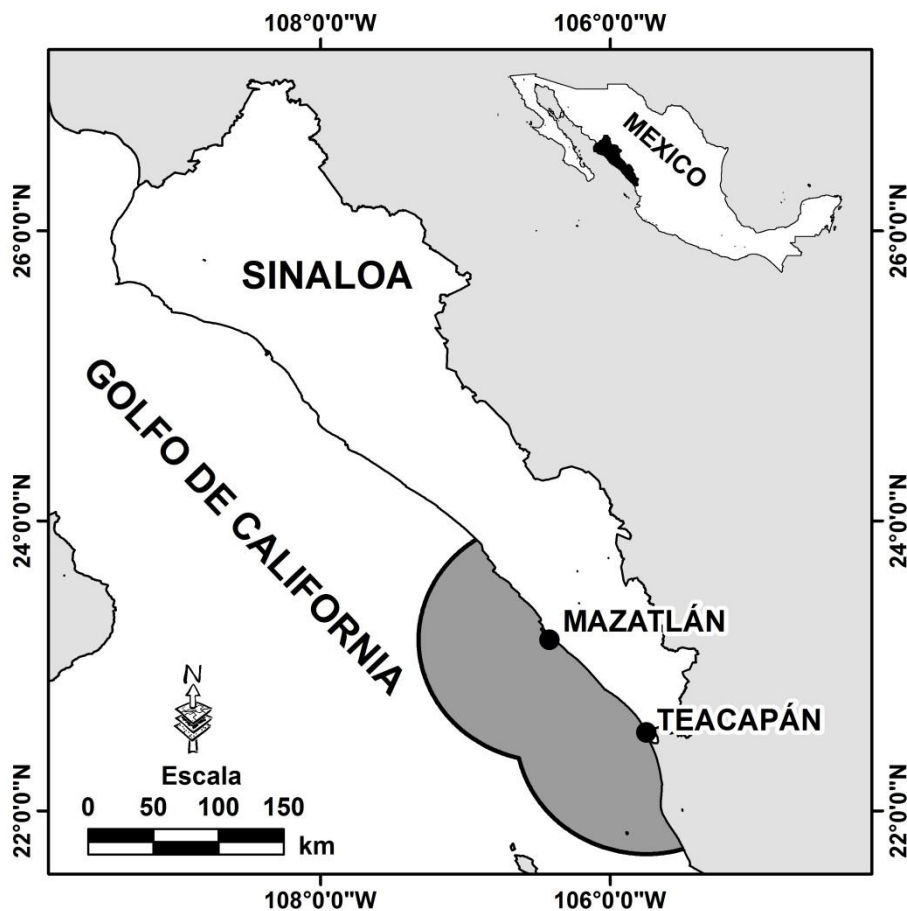 108°0'0"W 106°0'0"W
MEXICO
26°0'0"N 26°0'0"N
SINALOA
GOLFO DE CALIFORNIA
24°0'0"N 24°0'0"N
MAZATLÁN
N
TEACAPÁN
Escala
0 50 100 150
km
22°0'0"N 22°0'0"N
108°0'0"W 106°0'0"W